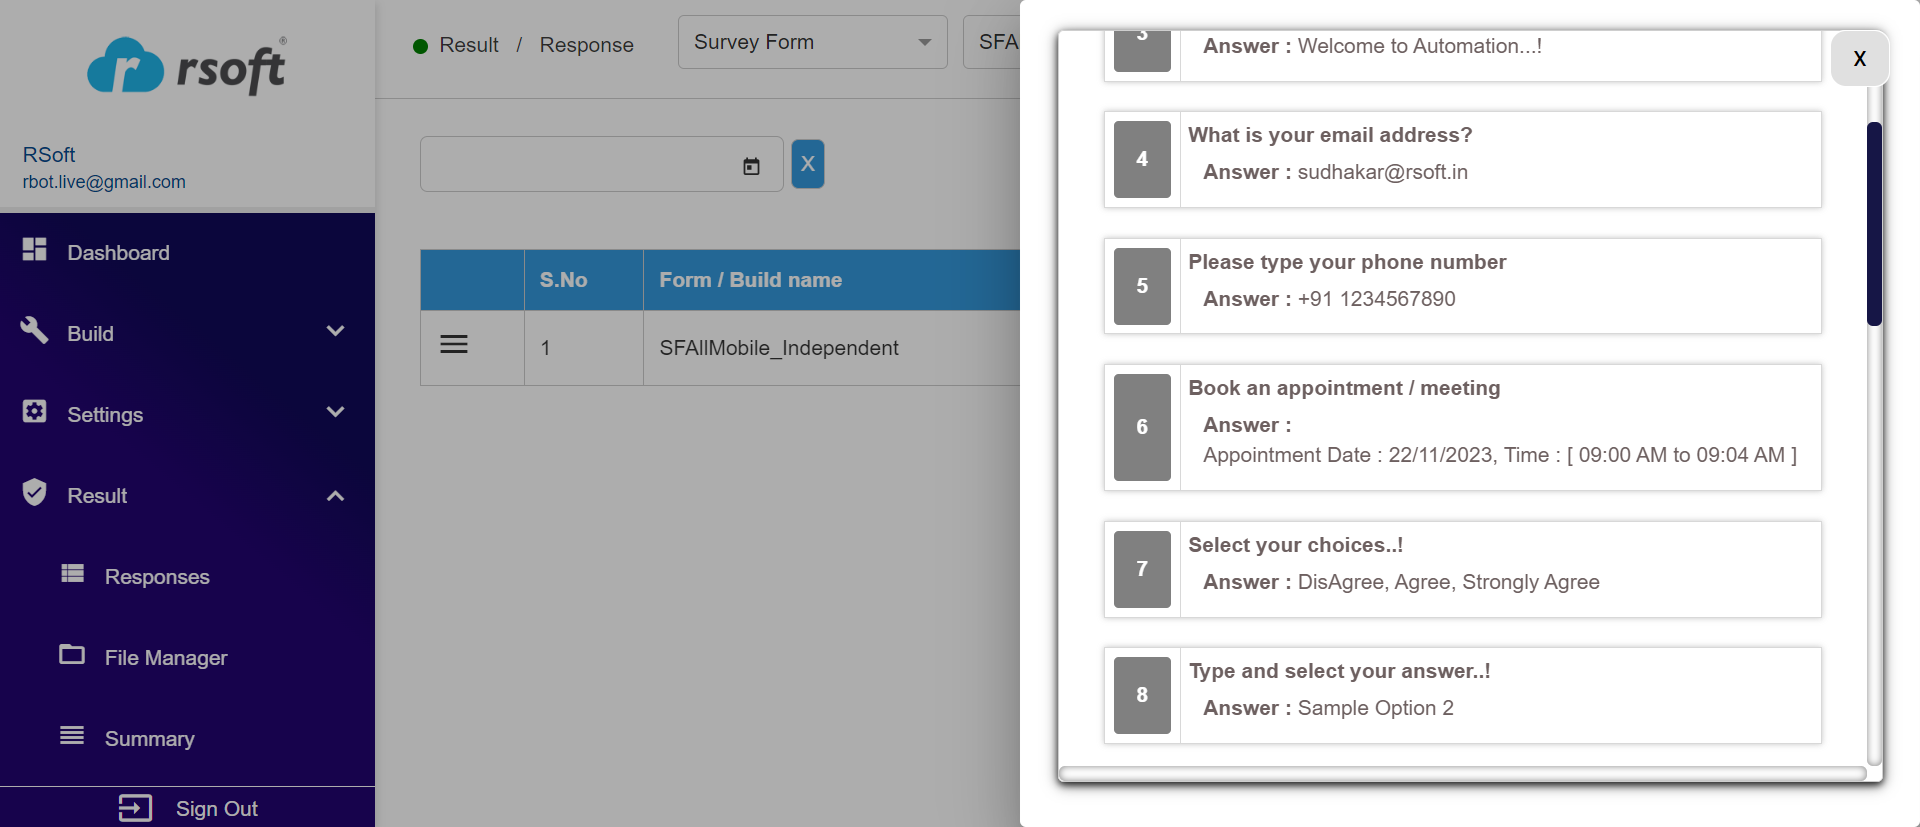 rsoft®
RSoft
rbot.live@gmail.com
Dashboard
Build
Settings
Result
Responses
File Manager
Summary
Sign Out
Result / Response
Survey Form
SFA
X
S.No
Form / Build name
1
SFAllMobile_Independent
X
3
Answer : Welcome to Automation...!
4
What is your email address?
Answer : sudhakar@rsoft.in
5
Please type your phone number
Answer : +91 1234567890
6
Book an appointment / meeting
Answer :
Appointment Date : 22/11/2023, Time : [ 09:00 AM to 09:04 AM ]
7
Select your choices..!
Answer : DisAgree, Agree, Strongly Agree
8
Type and select your answer..!
Answer : Sample Option 2